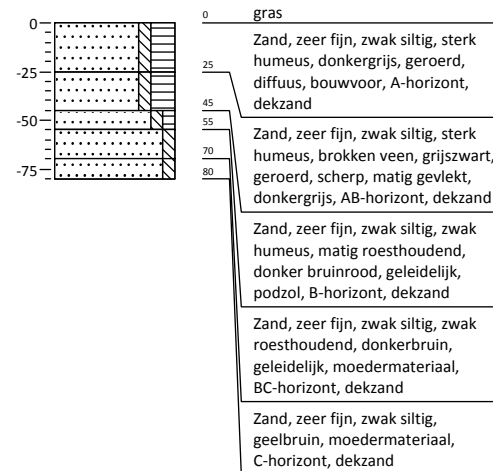 0
-25
-50
-75
0
25
45
55
70
80
gras
Zand, zeer fijn, zwak siltig, sterk
humeus, donkergrijs, geroerd,
diffuus, bouwvoor, A-horizont,
dekzand
Zand, zeer fijn, zwak siltig, sterk
humeus, brokken veen, grijszwart,
geroerd, scherp, matig gevlekt,
donkergrijs, AB-horizont, dekzand
Zand, zeer fijn, zwak siltig, zwak
humeus, matig roesthoudend,
donker bruinrood, geleidelijk,
podzol, B-horizont, dekzand
Zand, zeer fijn, zwak siltig, zwak
roesthoudend, donkerbruin,
geleidelijk, moedermateriaal,
BC-horizont, dekzand
Zand, zeer fijn, zwak siltig,
geelbruin, moedermateriaal,
C-horizont, dekzand